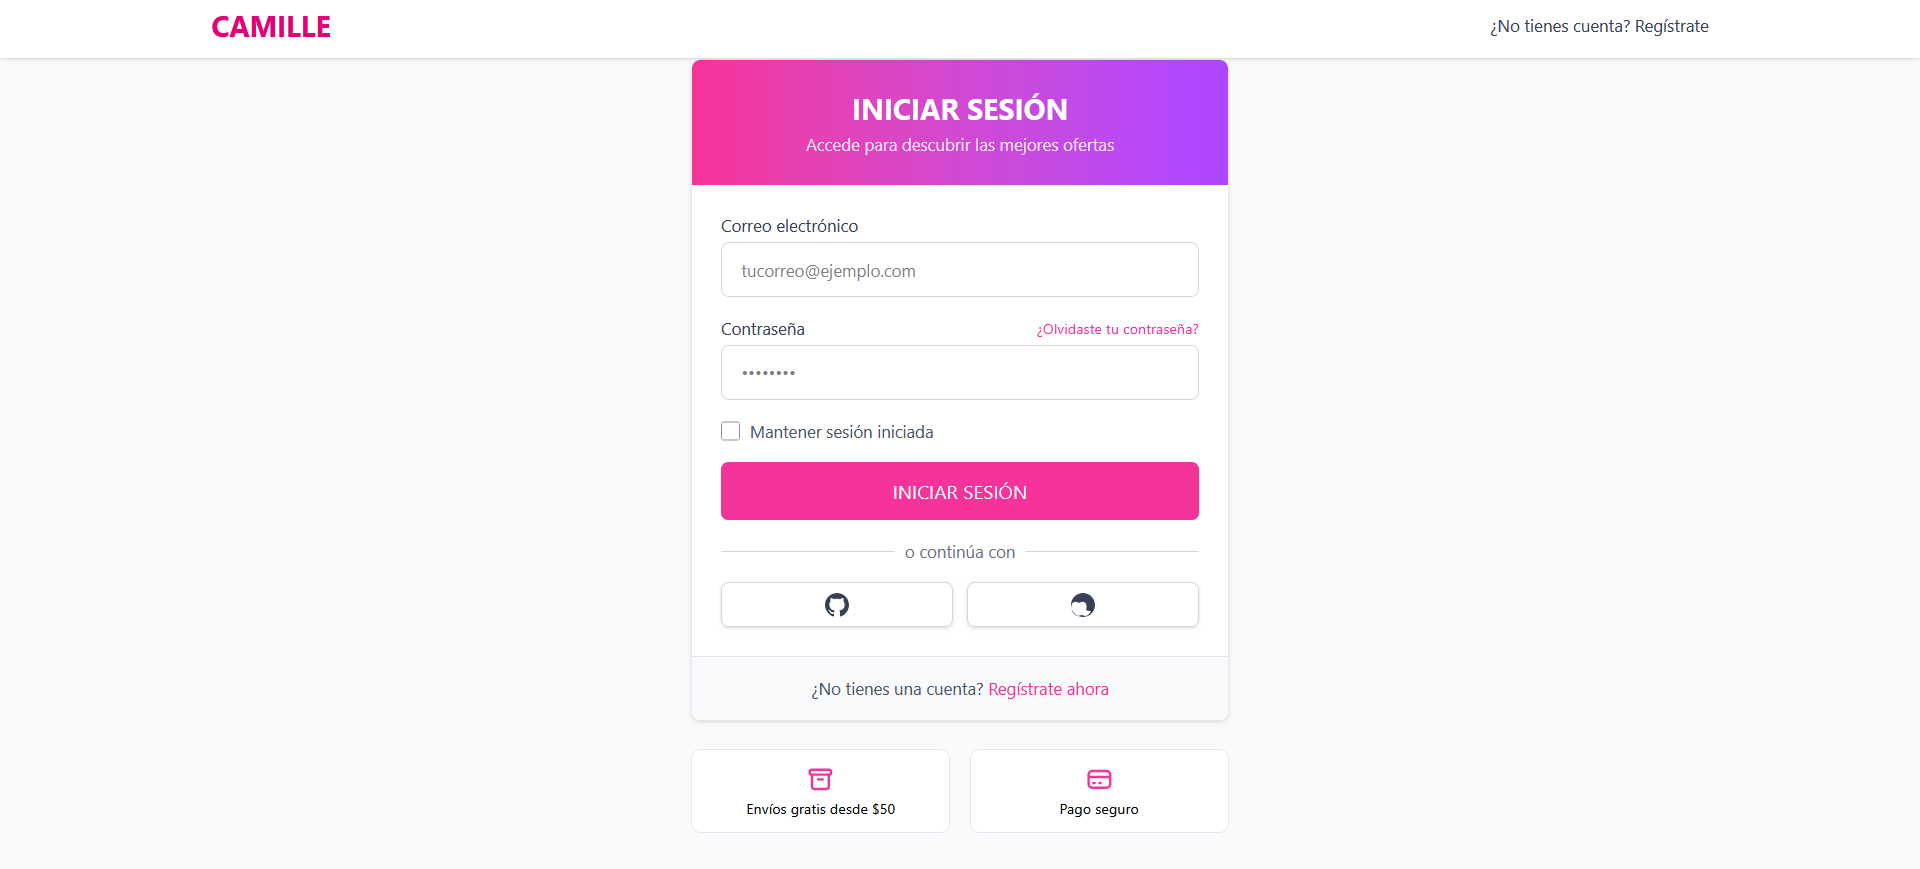 CAMILLE
¿No tienes cuenta? Regístrate
INICIAR SESIÓN
Accede para descubrir las mejores ofertas
Correo electrónico
tucorreo@ejemplo.com
Contraseña
¿Olvidaste tu contraseña?
••••••••
Mantener sesión iniciada
INICIAR SESIÓN
o continúa con
¿No tienes una cuenta? Regístrate ahora
Envíos gratis desde $50
Pago seguro